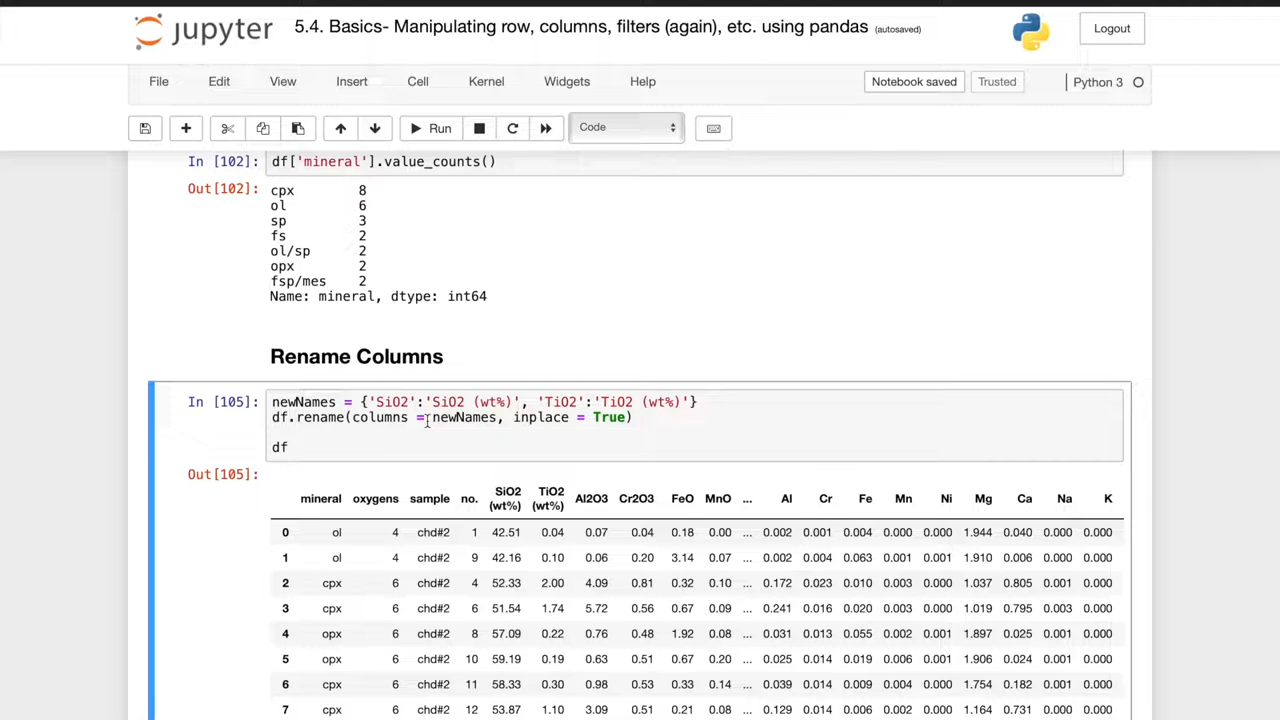 jupyter 5.4. Basics- Manipulating row, columns, filters (again), etc. using pandas (autosaved) Logout
File Edit View Insert Cell Kernel Widgets Help Notebook saved Trusted Python 3
Run Code
In [102]: df['mineral'].value_counts()
Out[102]: cpx 8
ol 6
sp 3
fs 2
ol/sp 2
opx 2
fsp/mes 2
Name: mineral, dtype: int64
Rename Columns
In [105]: newNames = {'SiO2':'SiO2 (wt%)', 'TiO2':'TiO2 (wt%)'}
df.rename(columns = newNames, inplace = True)
df
Out[105]:
mineral oxygens sample no. SiO2 (wt%) TiO2 (wt%) Al2O3 Cr2O3 FeO MnO ... Al Cr Fe Mn Ni Mg Ca Na K
0 ol 4 chd#2 1 42.51 0.04 0.07 0.04 0.18 0.00 ... 0.002 0.001 0.004 0.000 0.000 1.944 0.040 0.000 0.000
1 ol 4 chd#2 9 42.16 0.10 0.06 0.20 3.14 0.07 ... 0.002 0.004 0.063 0.001 0.001 1.910 0.006 0.000 0.000
2 cpx 6 chd#2 4 52.33 2.00 4.09 0.81 0.32 0.10 ... 0.172 0.023 0.010 0.003 0.000 1.037 0.805 0.001 0.000
3 cpx 6 chd#2 6 51.54 1.74 5.72 0.56 0.67 0.09 ... 0.241 0.016 0.020 0.003 0.000 1.019 0.795 0.003 0.000
4 opx 6 chd#2 8 57.09 0.22 0.76 0.48 1.92 0.08 ... 0.031 0.013 0.055 0.002 0.001 1.897 0.025 0.001 0.000
5 opx 6 chd#2 10 59.19 0.19 0.63 0.51 0.67 0.20 ... 0.025 0.014 0.019 0.006 0.001 1.906 0.024 0.001 0.000
6 cpx 6 chd#2 11 58.33 0.30 0.98 0.53 0.33 0.14 ... 0.039 0.014 0.009 0.004 0.000 1.754 0.182 0.001 0.000
7 cpx 6 chd#2 12 53.87 1.10 3.09 0.51 0.21 0.08 ... 0.129 0.014 0.006 0.002 0.000 1.164 0.731 0.000 0.000